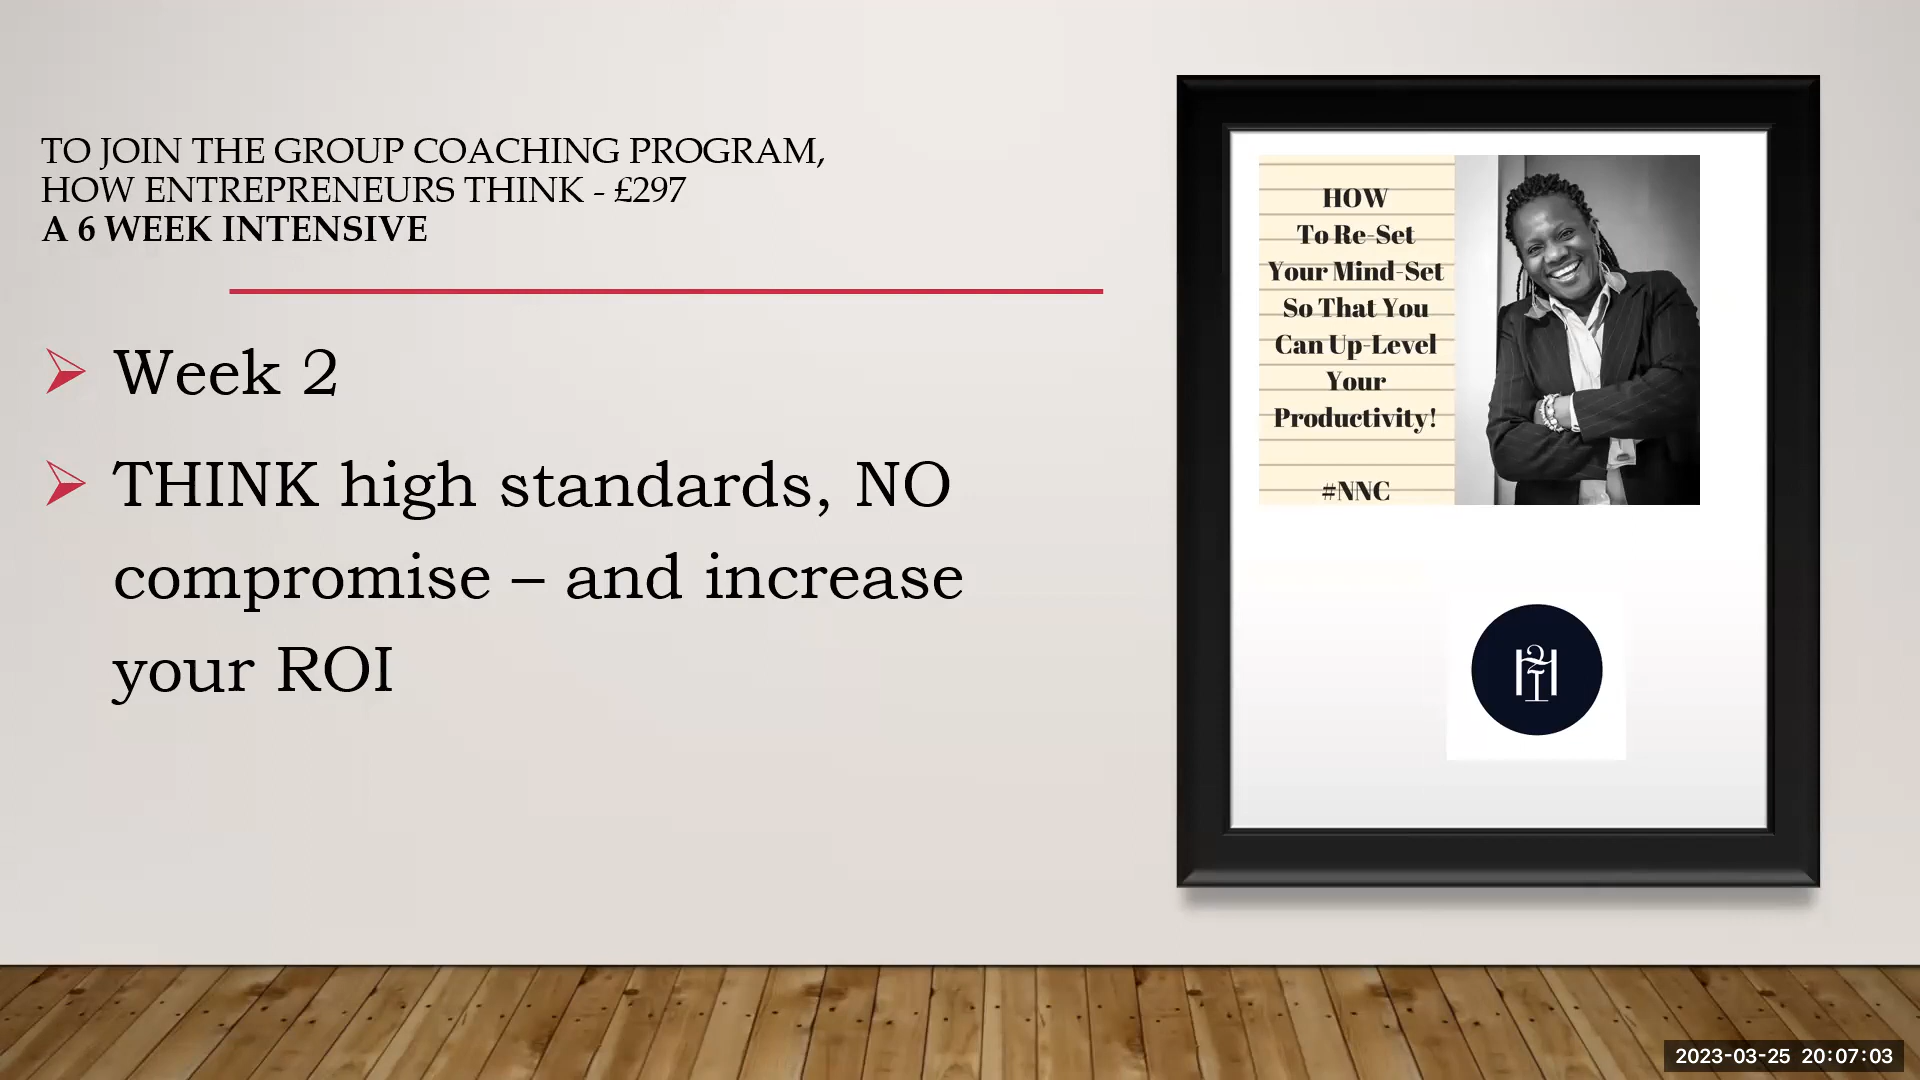 TO JOIN THE GROUP COACHING PROGRAM,
HOW ENTREPRENEURS THINK - £297
A 6 WEEK INTENSIVE
Week 2
THINK high standards, NO
compromise – and increase
your ROI
HOW
To Re-Set
Your Mind-Set
So That You
Can Up-Level
Your
Productivity!
#NNC
2023-03-25 20:07:03